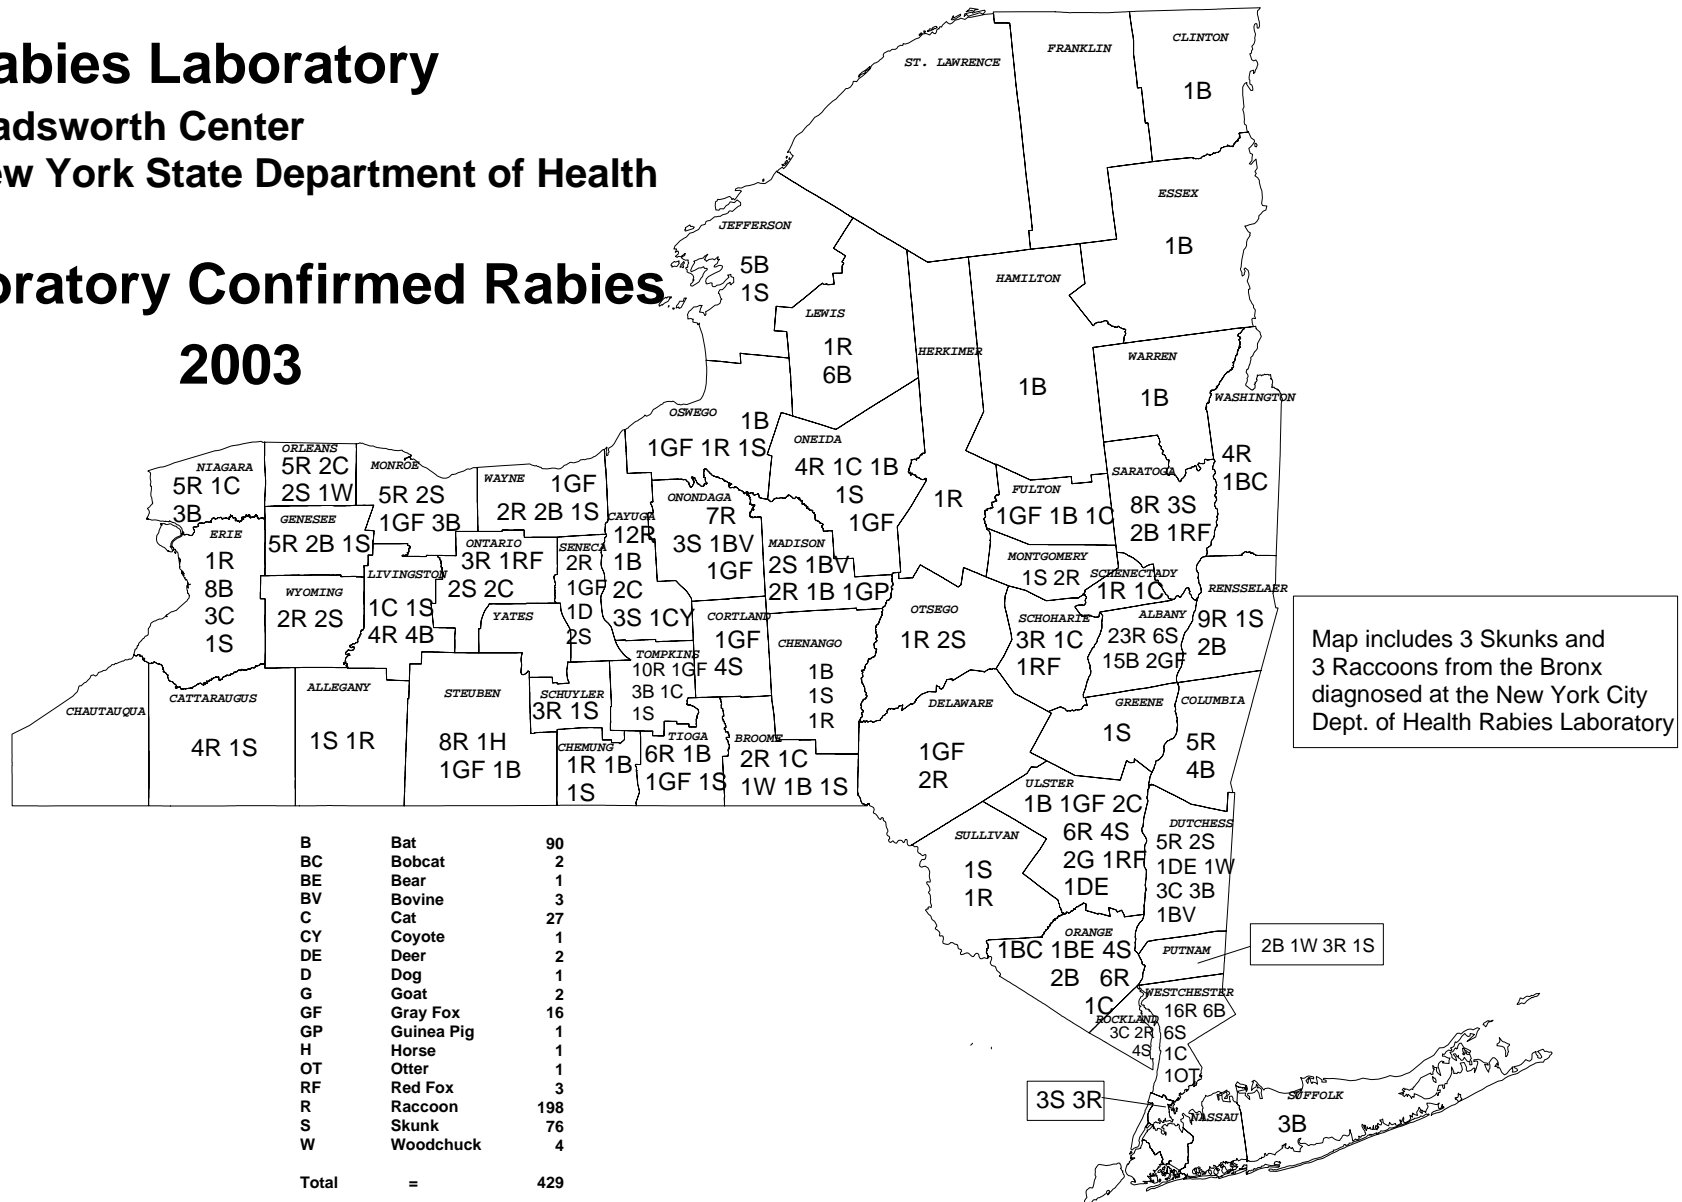 abies Laboratory
adsworth Center
ew York State Department of Health
oratory Confirmed Rabies
2003
ST. LAWRENCE
FRANKLIN
CLINTON
1B
ESSEX
1B
JEFFERSON
5B
1S
LEWIS
1R
6B
HERKIMER
1R
HAMILTON
1B
WARREN
1B
WASHINGTON
4R
1BC
OSWEGO
1B
1GF 1R 1S
ONEIDA
4R 1C 1B
1S
1GF
FULTON
1GF 1B 1C
SARATOGA
8R 3S
2B 1RF
NIAGARA
5R 1C
3B
ORLEANS
5R 2C
2S 1W
MONROE
5R 2S
1GF 3B
WAYNE
1GF
2R 2B 1S
CAYUGA
12R
1B
2C
3S 1CY
ONONDAGA
7R
3S 1BV
1GF
MADISON
2S 1BV
2R 1B 1GP
MONTGOMERY
1S 2R
SCHENECTADY
1R 1C
RENSSELAER
9R 1S
2B
ERIE
1R
8B
3C
1S
GENESEE
5R 2B 1S
WYOMING
2R 2S
LIVINGSTON
1C 1S
4R 4B
ONTARIO
3R 1RF
2S 2C
YATES
SENECA
2R
1GF
1D
2S
CORTLAND
1GF
4S
CHENANGO
1B
1S
1R
OTSEGO
1R 2S
SCHOHARIE
3R 1C
1RF
ALBANY
23R 6S
15B 2GF
Map includes 3 Skunks and
3 Raccoons from the Bronx
diagnosed at the New York City
Dept. of Health Rabies Laboratory
CHAUTAUQUA
CATTARAUGUS
4R 1S
ALLEGANY
1S 1R
STEUBEN
8R 1H
1GF 1B
SCHUYLER
3R 1S
TOMPKINS
10R 1GF
3B 1C
1S
CHEMUNG
1R 1B
1S
TIOGA
6R 1B
1GF 1S
BROOME
2R 1C
1W 1B 1S
DELAWARE
1GF
2R
GREENE
1S
COLUMBIA
5R
4B
ULSTER
1B 1GF 2C
6R 4S
2G 1RF
1DE
SULLIVAN
1S
1R
DUTCHESS
5R 2S
1DE 1W
3C 3B
1BV
ORANGE
1BC 1BE 4S
2B 6R
1C
PUTNAM
2B 1W 3R 1S
WESTCHESTER
16R 6B
6S
1C
1OT
ROCKLAND
3C 2R
4S
3S 3R
NASSAU
SUFFOLK
3B
B Bat 90
BC Bobcat 2
BE Bear 1
BV Bovine 3
C Cat 27
CY Coyote 1
DE Deer 2
D Dog 1
G Goat 2
GF Gray Fox 16
GP Guinea Pig 1
H Horse 1
OT Otter 1
RF Red Fox 3
R Raccoon 198
S Skunk 76
W Woodchuck 4
Total = 429